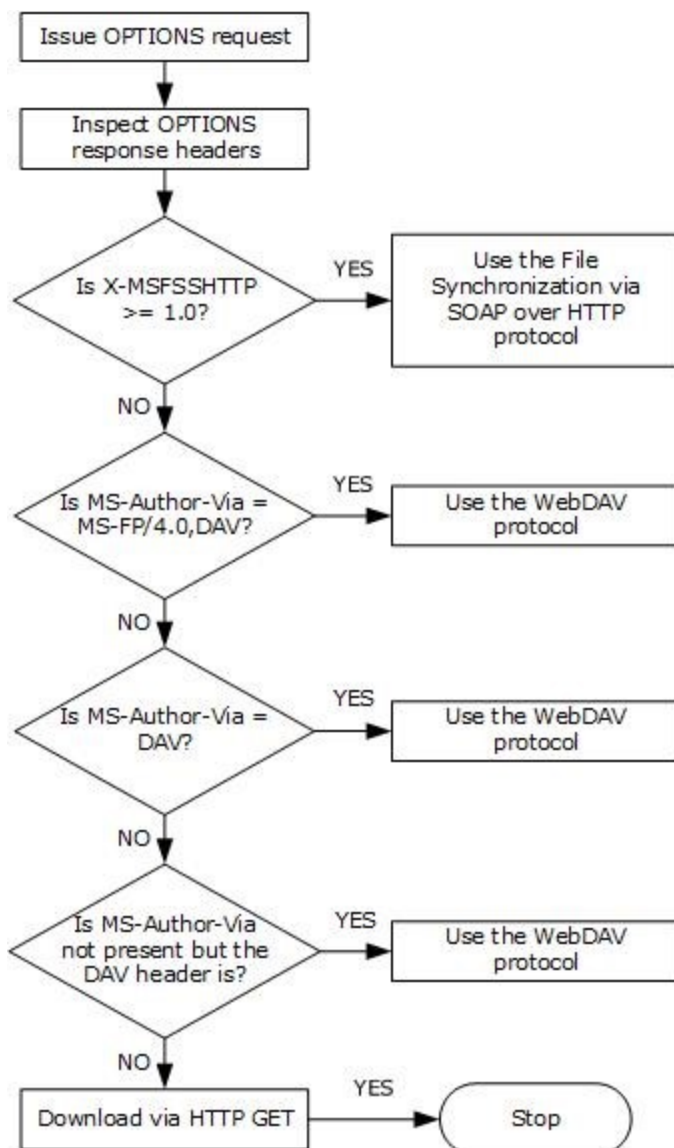 Issue OPTIONS request
Inspect OPTIONS
response headers
Is X-MSFSSHTTP
>= 1.0?
YES
Use the File
Synchronization via
SOAP over HTTP
protocol
NO
Is MS-Author-Via =
MS-FP/4.0,DAV?
YES
Use the WebDAV
protocol
NO
Is MS-Author-Via =
DAV?
YES
Use the WebDAV
protocol
NO
Is MS-Author-Via
not present but the
DAV header is?
YES
Use the WebDAV
protocol
NO
Download via HTTP GET
YES
Stop